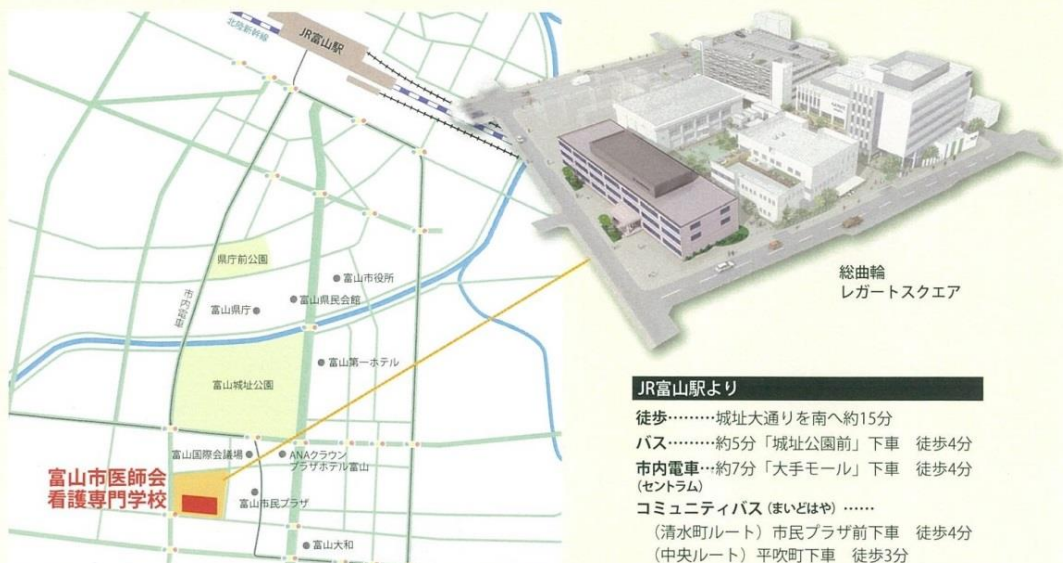 北陸新幹線
JR富山駅
県庁前公園
富山市役所
市内電車
富山県民会館
富山県庁
富山第一ホテル
富山城址公園
富山国際会議場
ANAクラウン
プラザホテル富山
富山市医師会
看護専門学校
富山市民プラザ
富山大和
総曲輪
レガートスクエア
JR富山駅より
徒歩………城址大通りを南へ約15分
バス………約5分「城址公園前」下車　徒歩4分
市内電車…約7分「大手モール」下車　徒歩4分
(セントラム)
コミュニティバス (まいどはや) ……
（清水町ルート）市民プラザ前下車　徒歩4分
（中央ルート）平吹町下車　徒歩3分